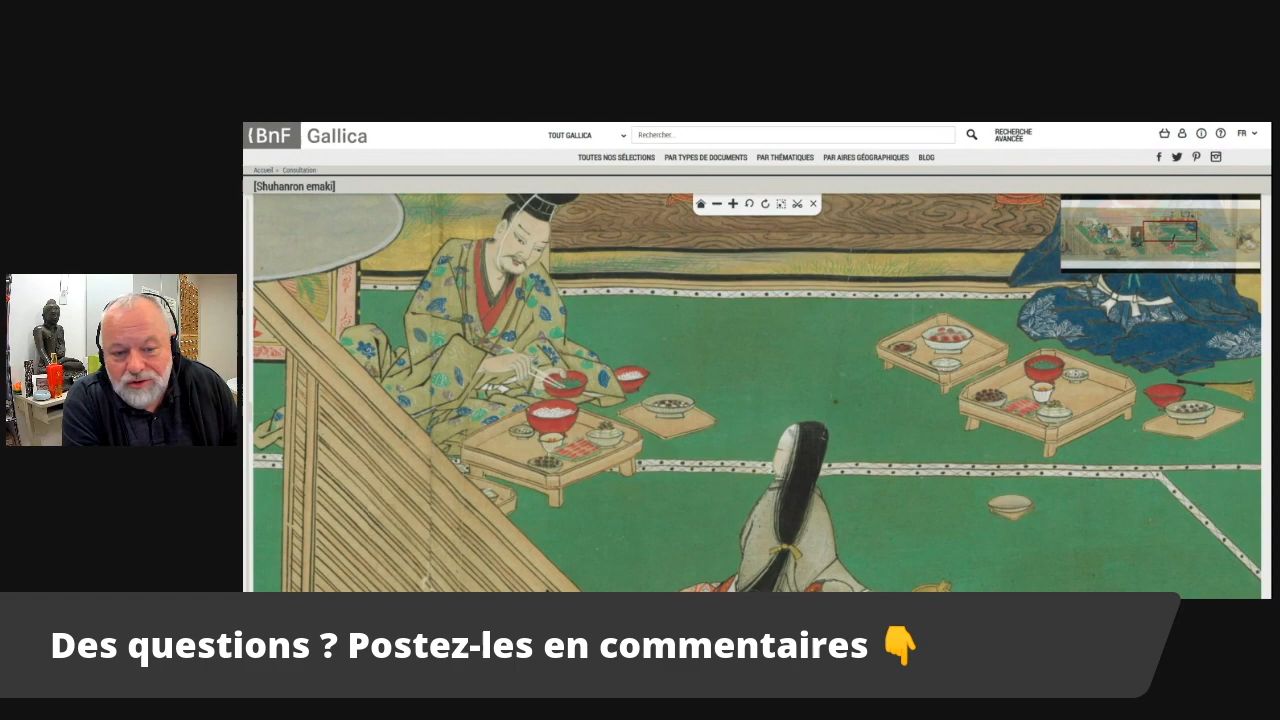 BnF Gallica
TOUT GALLICA
Rechercher...
RECHERCHE
AVANCÉE
FR
TOUTES NOS SÉLECTIONS PAR TYPES DE DOCUMENTS PAR THÉMATIQUES PAR AIRES GÉOGRAPHIQUES BLOG
Accueil > Consultation
[Shuhanron emaki]
Des questions ? Postez-les en commentaires 👇